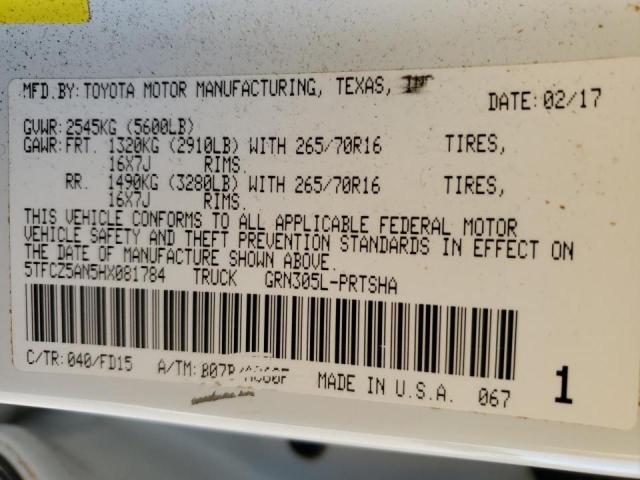 MFD.BY:TOYOTA MOTOR MANUFACTURING, TEXAS, INC
DATE:02/17
GVWR:2545KG (5600LB)
GAWR:FRT. 1320KG (2910LB) WITH 265/70R16 TIRES,
16X7J RIMS.
RR. 1490KG (3280LB) WITH 265/70R16 TIRES,
16X7J RIMS.
THIS VEHICLE CONFORMS TO ALL APPLICABLE FEDERAL MOTOR
VEHICLE SAFETY AND THEFT PREVENTION STANDARDS IN EFFECT ON
THE DATE OF MANUFACTURE SHOWN ABOVE.
5TFCZ5AN5HX081784 TRUCK GRN305L-PRTSHA
C/TR:040/FD15 A/TM: MADE IN U.S.A. 067 1